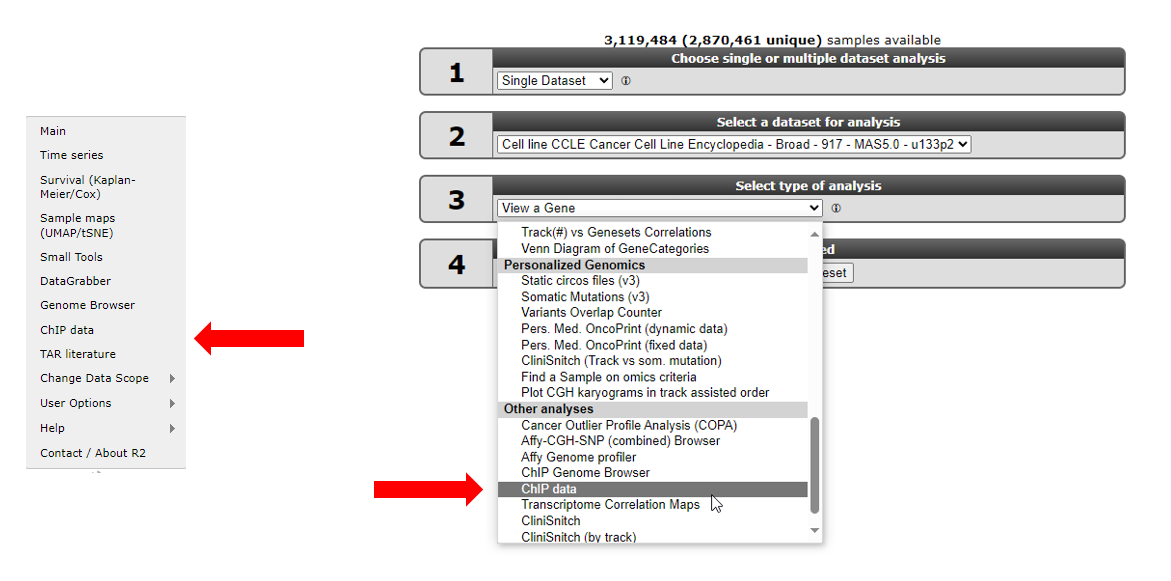 Main
Time series
Survival (Kaplan-
Meier/Cox)
Sample maps
(UMAP/tSNE)
Small Tools
DataGrabber
Genome Browser
ChIP data
TAR literature
Change Data Scope
User Options
Help
Contact / About R2
3,119,484 (2,870,461 unique) samples available
1
Choose single or multiple dataset analysis
Single Dataset
2
Select a dataset for analysis
Cell line CCLE Cancer Cell Line Encyclopedia - Broad - 917 - MAS5.0 - u133p2
3
Select type of analysis
View a Gene
4
Track(#) vs Genesets Correlations
Venn Diagram of GeneCategories
Personalized Genomics
Static circos files (v3)
Somatic Mutations (v3)
Variants Overlap Counter
Pers. Med. OncoPrint (dynamic data)
Pers. Med. OncoPrint (fixed data)
CliniSnitch (Track vs som. mutation)
Find a Sample on omics criteria
Plot CGH karyograms in track assisted order
Other analyses
Cancer Outlier Profile Analysis (COPA)
Affy-CGH-SNP (combined) Browser
Affy Genome profiler
ChIP Genome Browser
ChIP data
Transcriptome Correlation Maps
CliniSnitch
CliniSnitch (by track)